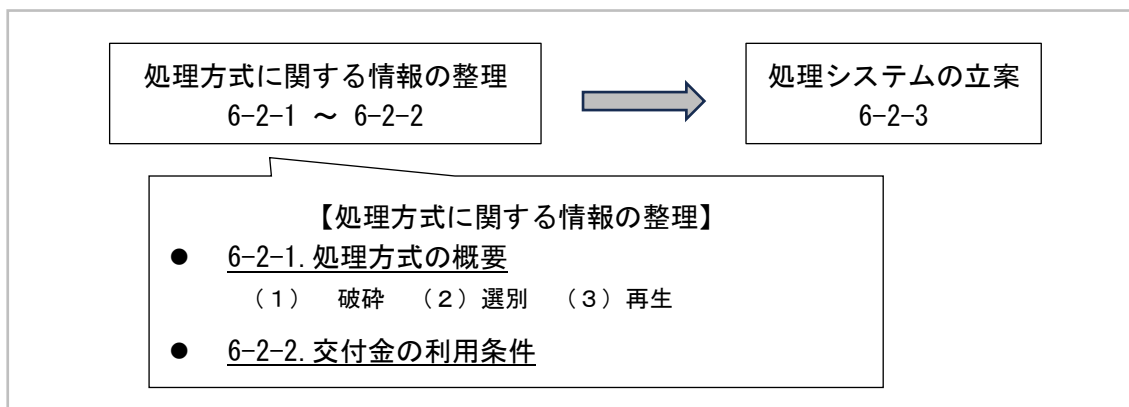 処理方式に関する情報の整理
6-2-1 ～ 6-2-2
処理システムの立案
6-2-3
【処理方式に関する情報の整理】
● 6-2-1.処理方式の概要
（１） 破砕 （２）選別 （３）再生
● 6-2-2.交付金の利用条件